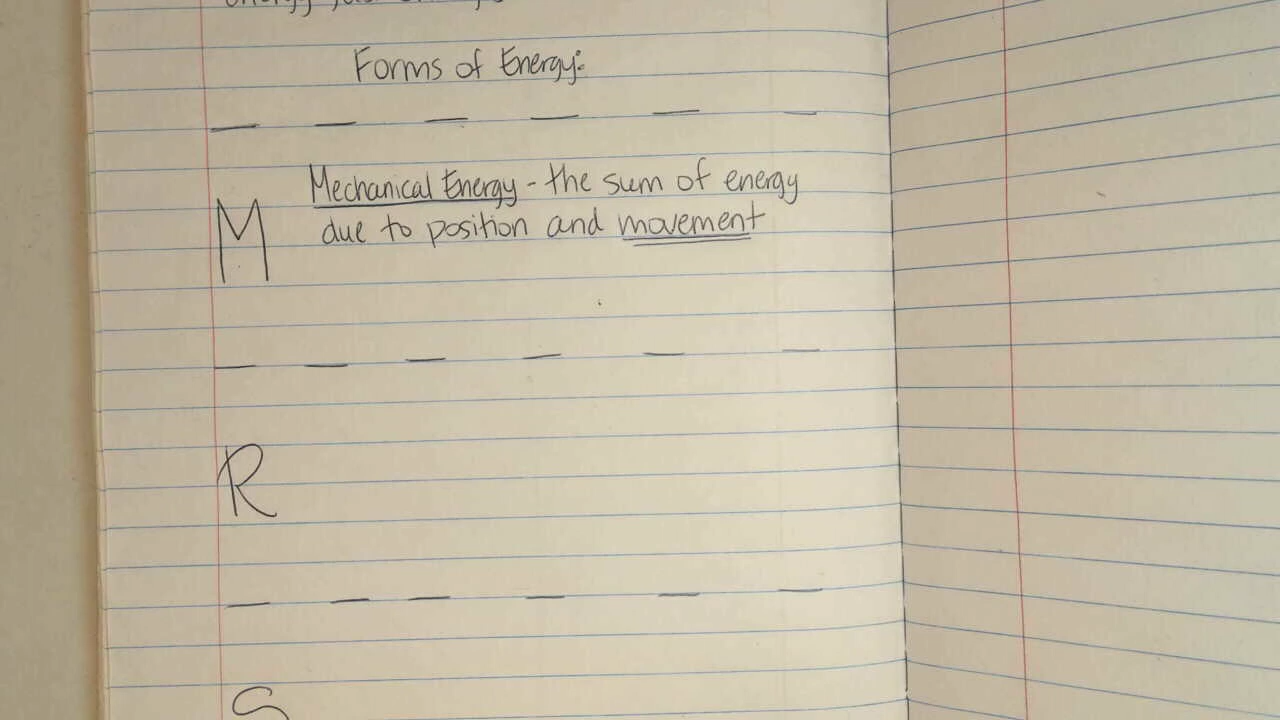 Forms of Energy:
Mechanical Energy - the sum of energy
M
due to position and movement
R
S